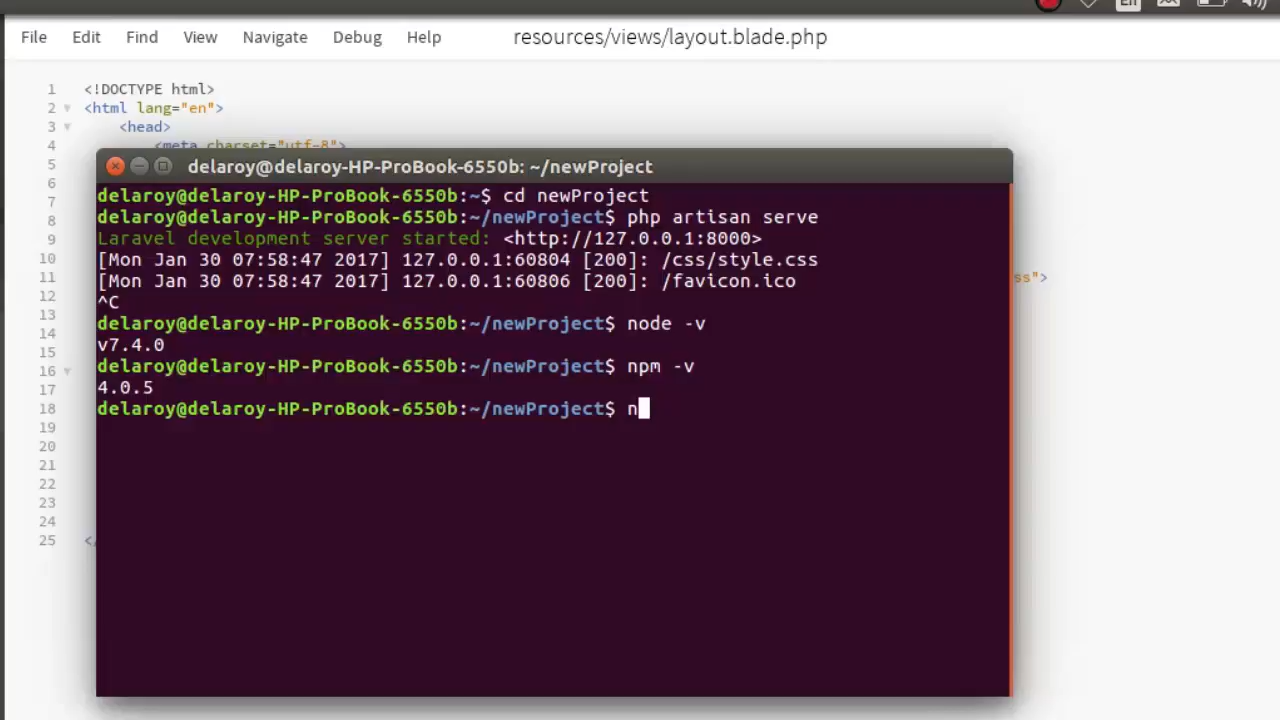 En
File Edit Find View Navigate Debug Help resources/views/layout.blade.php
1 <!DOCTYPE html>
2 <html lang="en">
3 <head>
4 <meta charset="utf-8">
5
6
7
8
9
10
11 ss">
12
13
14
15
16
17
18
19
20
21
22
23
24
25 </
delaroy@delaroy-HP-ProBook-6550b: ~/newProject
delaroy@delaroy-HP-ProBook-6550b:~$ cd newProject
delaroy@delaroy-HP-ProBook-6550b:~/newProject$ php artisan serve
Laravel development server started: <http://127.0.0.1:8000>
[Mon Jan 30 07:58:47 2017] 127.0.0.1:60804 [200]: /css/style.css
[Mon Jan 30 07:58:47 2017] 127.0.0.1:60806 [200]: /favicon.ico
^C
delaroy@delaroy-HP-ProBook-6550b:~/newProject$ node -v
v7.4.0
delaroy@delaroy-HP-ProBook-6550b:~/newProject$ npm -v
4.0.5
delaroy@delaroy-HP-ProBook-6550b:~/newProject$ n